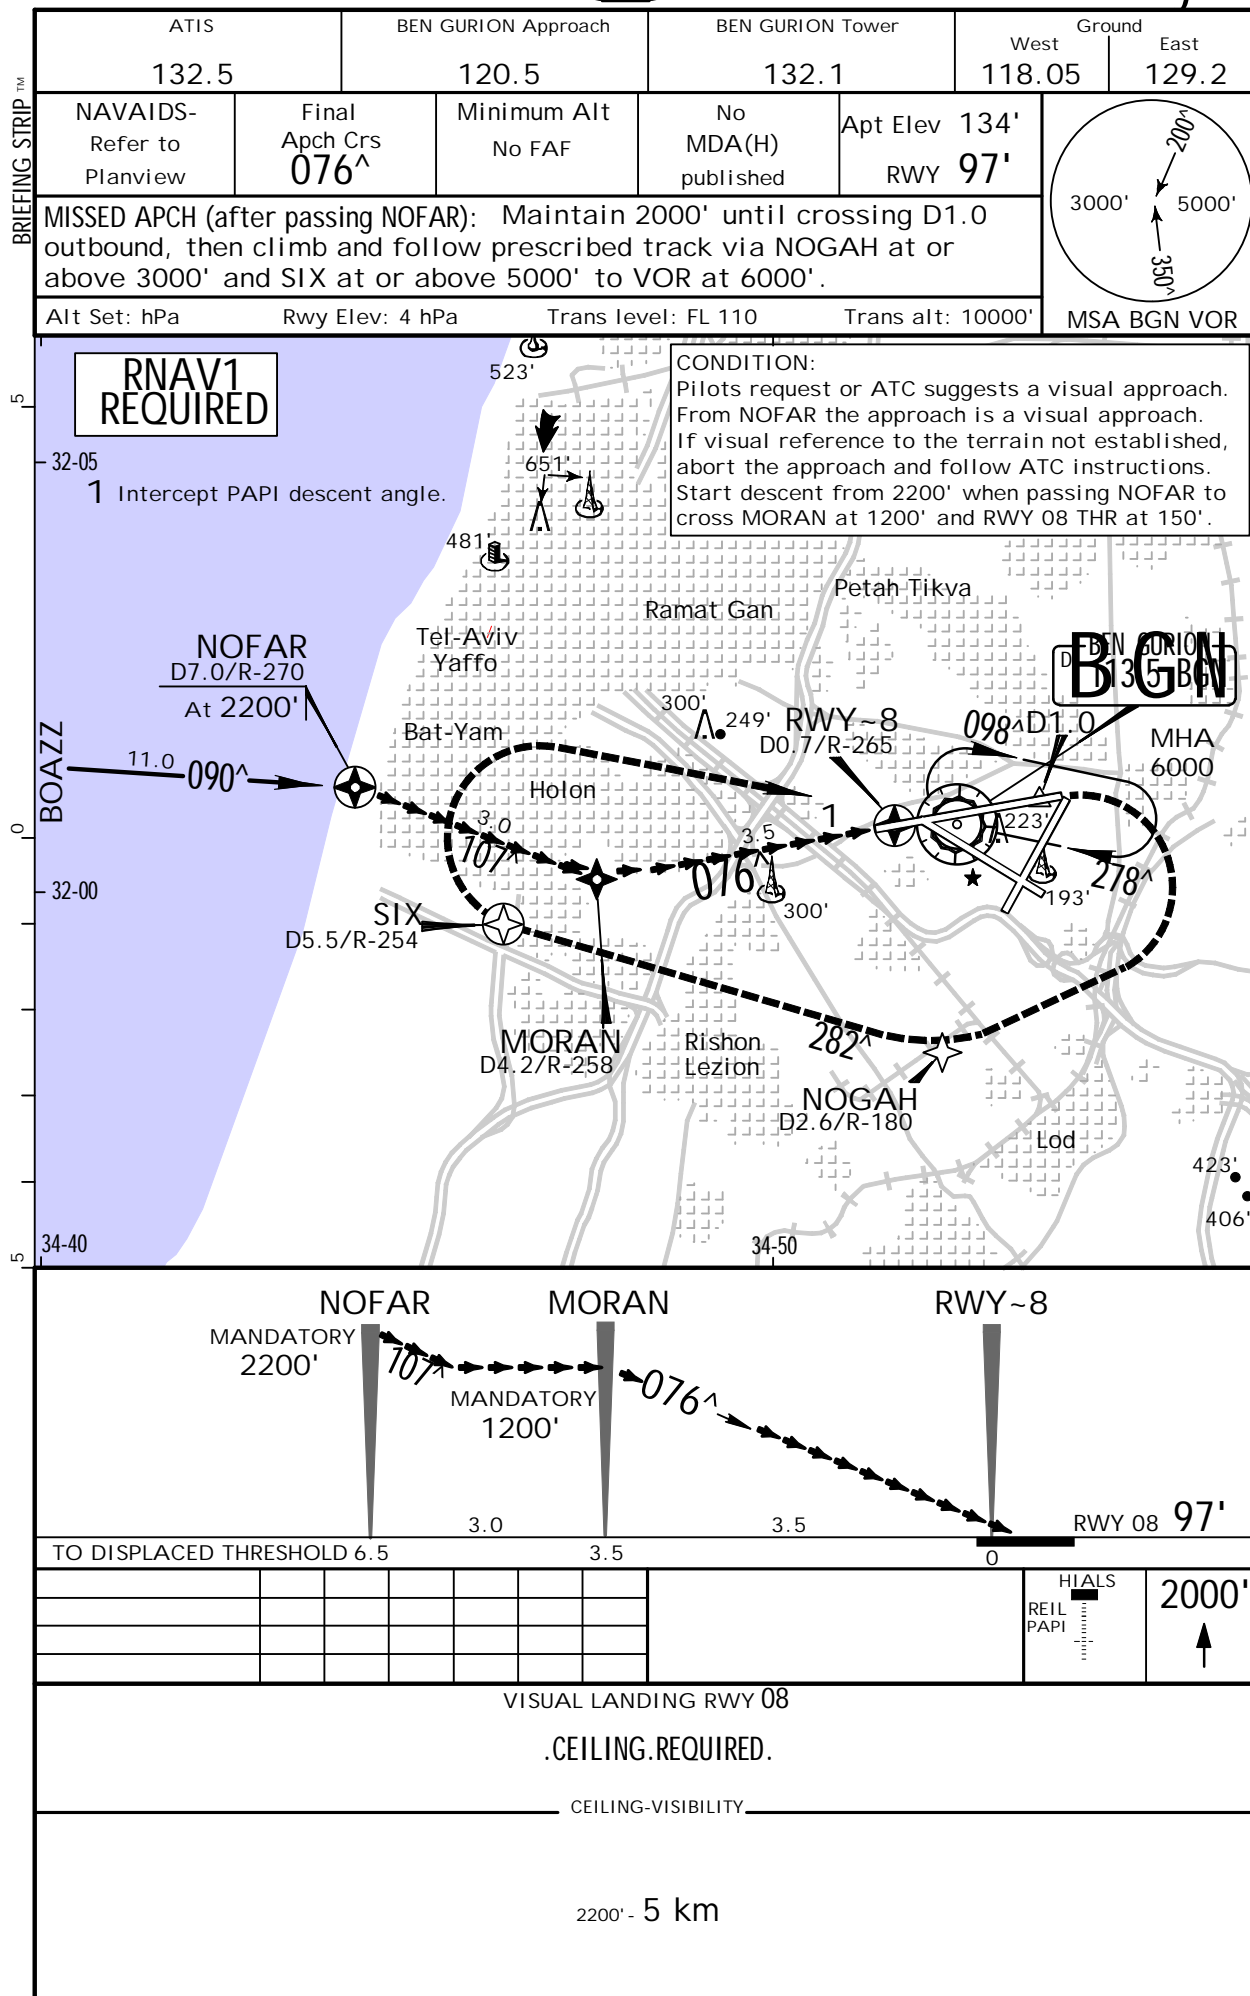 ATIS
132.5
BEN GURION Approach
120.5
BEN GURION Tower
132.1
Ground
West
118.05
East
129.2
BRIEFING STRIP TM
NAVAIDS-
Refer to
Planview
Final
Apch Crs
076^
Minimum Alt
No FAF
No
MDA(H)
published
Apt Elev 134'
RWY 97'
200^
3000'
5000'
350^
MSA BGN VOR
MISSED APCH (after passing NOFAR): Maintain 2000' until crossing D1.0
outbound, then climb and follow prescribed track via NOGAH at or
above 3000' and SIX at or above 5000' to VOR at 6000'.
Alt Set: hPa
Rwy Elev: 4 hPa
Trans level: FL 110
Trans alt: 10000'
RNAV1
REQUIRED
CONDITION:
Pilots request or ATC suggests a visual approach.
From NOFAR the approach is a visual approach.
If visual reference to the terrain not established,
abort the approach and follow ATC instructions.
Start descent from 2200' when passing NOFAR to
cross MORAN at 1200' and RWY 08 THR at 150'.
523'
5
32-05
1 Intercept PAPI descent angle.
651'
481'
Petah Tikva
Ramat Gan
Tel-Aviv
Yaffo
NOFAR
D7.0/R-270
At 2200'
BEN GURION
D 113.5 BGN
BGN
300'
249'
RWY~8
D0.7/R-265
098^
D1.0
MHA
6000
Bat-Yam
BOAZZ
11.0
090^
Holon
3.0
107^
3.5
1
223'
076^
278^
0
32-00
300'
193'
SIX
D5.5/R-254
MORAN
D4.2/R-258
Rishon
Lezion
282^
NOGAH
D2.6/R-180
Lod
423'
406'
5
34-40
34-50
NOFAR
MORAN
RWY~8
MANDATORY
2200'
107^
MANDATORY
1200'
076^
3.0
3.5
RWY 08 97'
TO DISPLACED THRESHOLD 6.5
3.5
0
HIALS
REIL
PAPI
2000'
VISUAL LANDING RWY 08
.CEILING.REQUIRED.
CEILING-VISIBILITY
2200'- 5 km